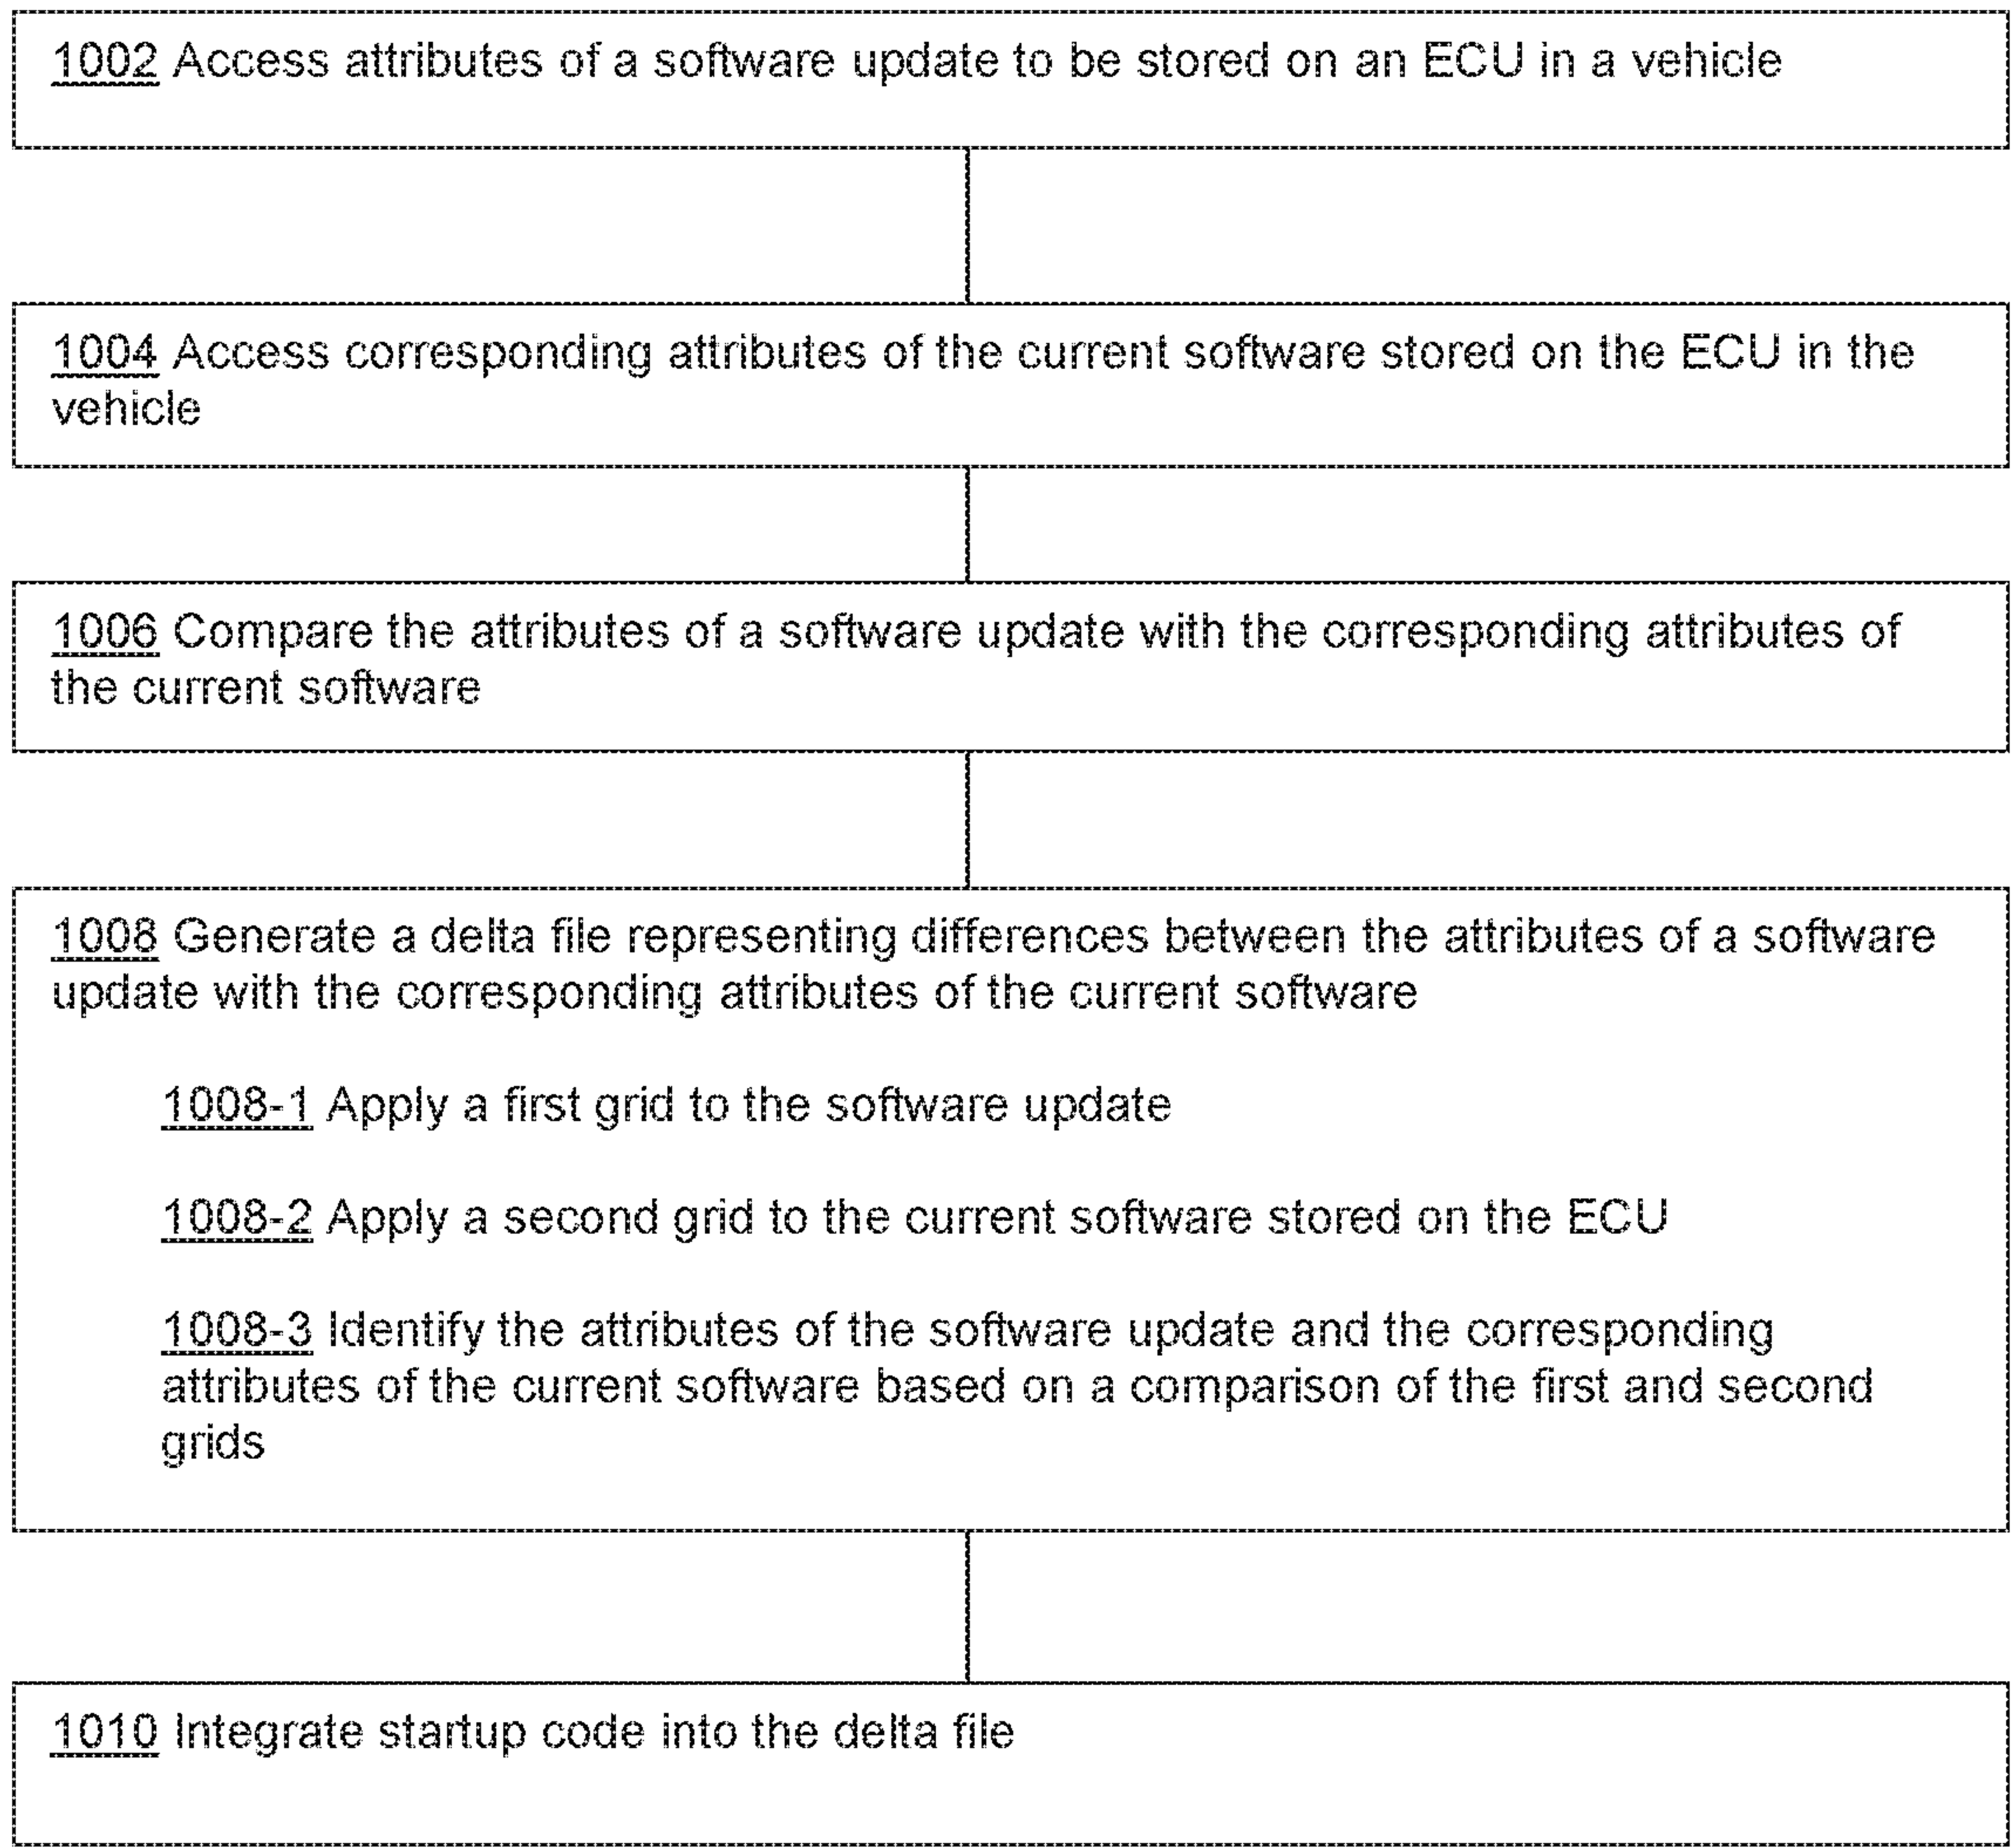 1002 Access attributes of a software update to be stored on an ECU in a vehicle
1004 Access corresponding attributes of the current software stored on the ECU in the
vehicle
1006 Compare the attributes of a software update with the corresponding attributes of
the current software
1008 Generate a delta file representing differences between the attributes of a software
update with the corresponding attributes of the current software
1008-1 Apply a first grid to the software update
1008-2 Apply a second grid to the current software stored on the ECU
1008-3 Identify the attributes of the software update and the corresponding
attributes of the current software based on a comparison of the first and second
grids
1010 Integrate startup code into the delta file